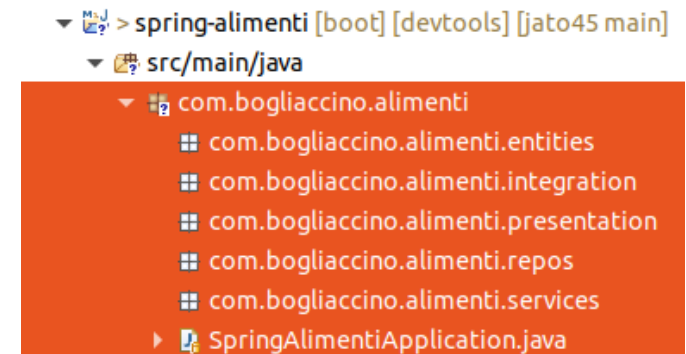 > spring-alimenti [boot] [devtools] [jato45 main]
src/main/java
com.bogliaccino.alimenti
com.bogliaccino.alimenti.entities
com.bogliaccino.alimenti.integration
com.bogliaccino.alimenti.presentation
com.bogliaccino.alimenti.repos
com.bogliaccino.alimenti.services
SpringAlimentiApplication.java